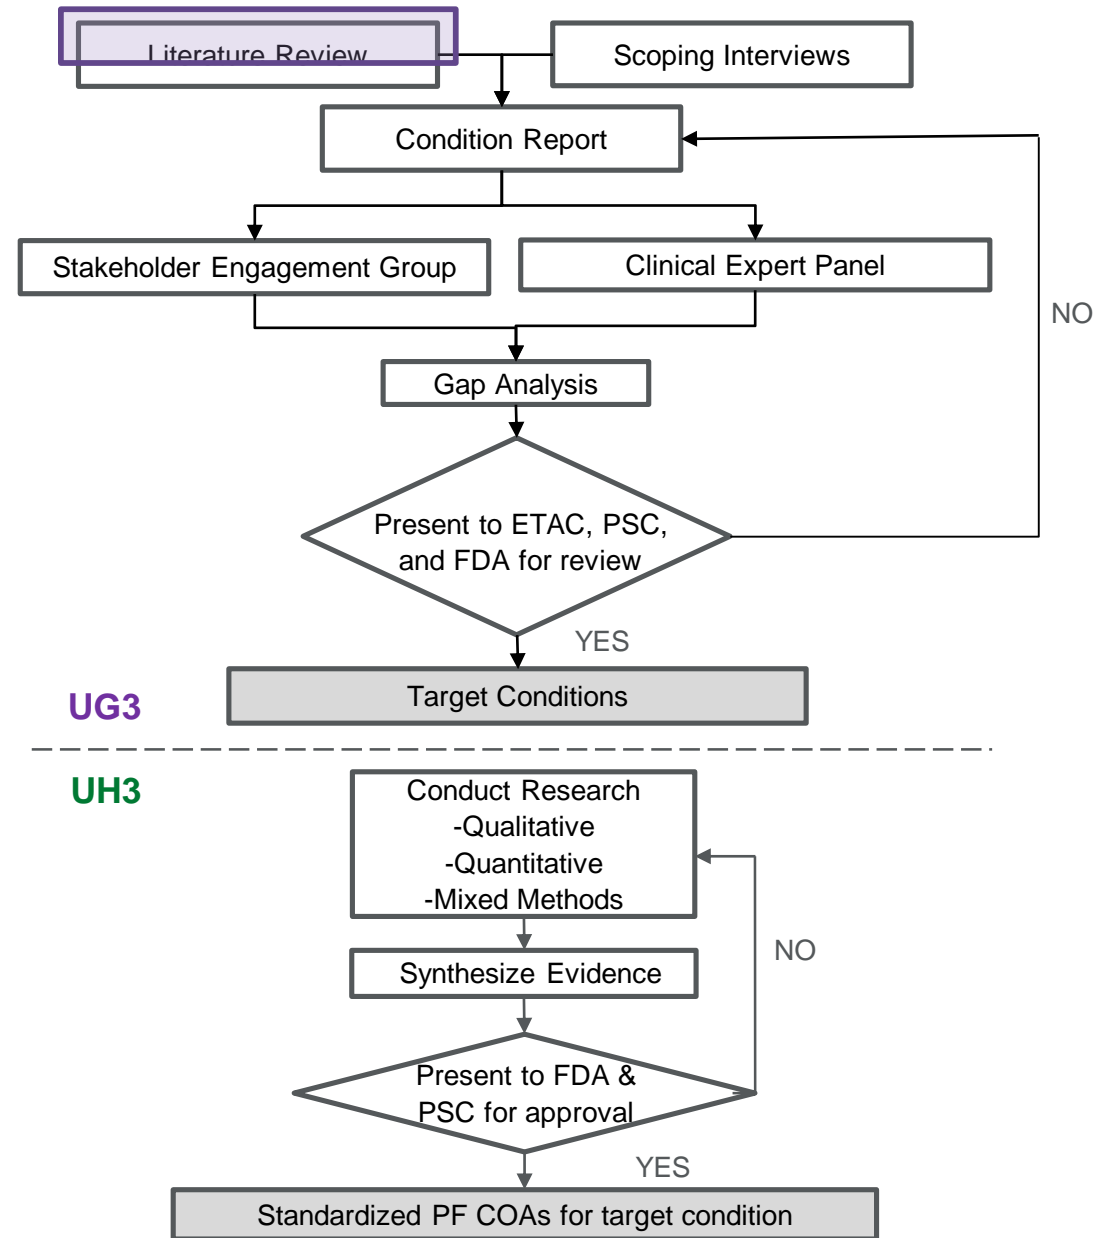 Literature Review
Scoping Interviews
Condition Report
Stakeholder Engagement Group
Clinical Expert Panel
NO
Gap Analysis
Present to ETAC, PSC,
and FDA for review
YES
Target Conditions
UG3
UH3
Conduct Research
-Qualitative
-Quantitative
-Mixed Methods
NO
Synthesize Evidence
Present to FDA &
PSC for approval
YES
Standardized PF COAs for target condition